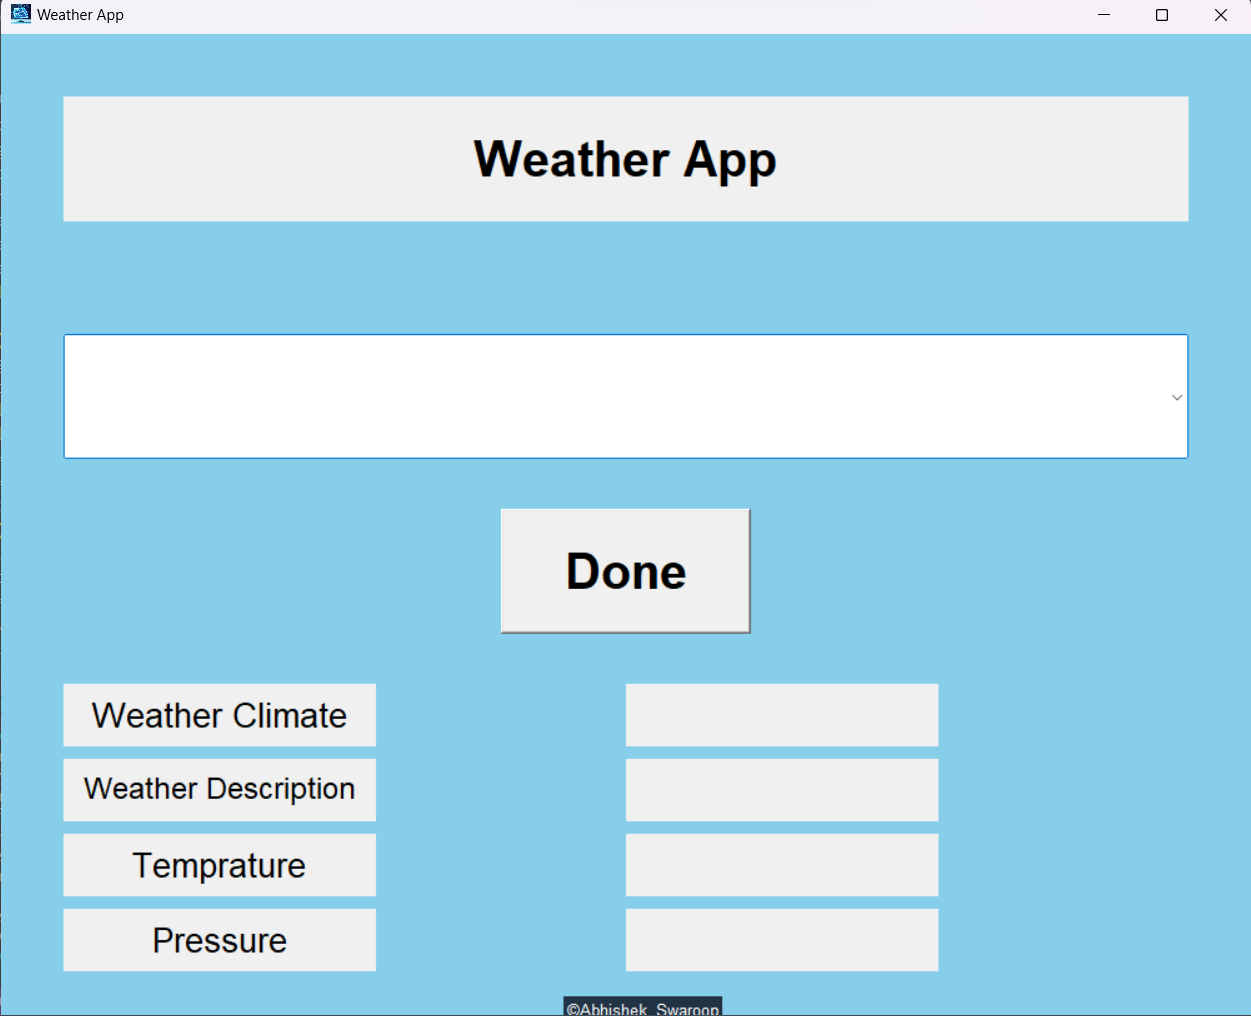 Weather App
Weather App
Done
Weather Climate
Weather Description
Temprature
Pressure
©Abhishek_Swaroop